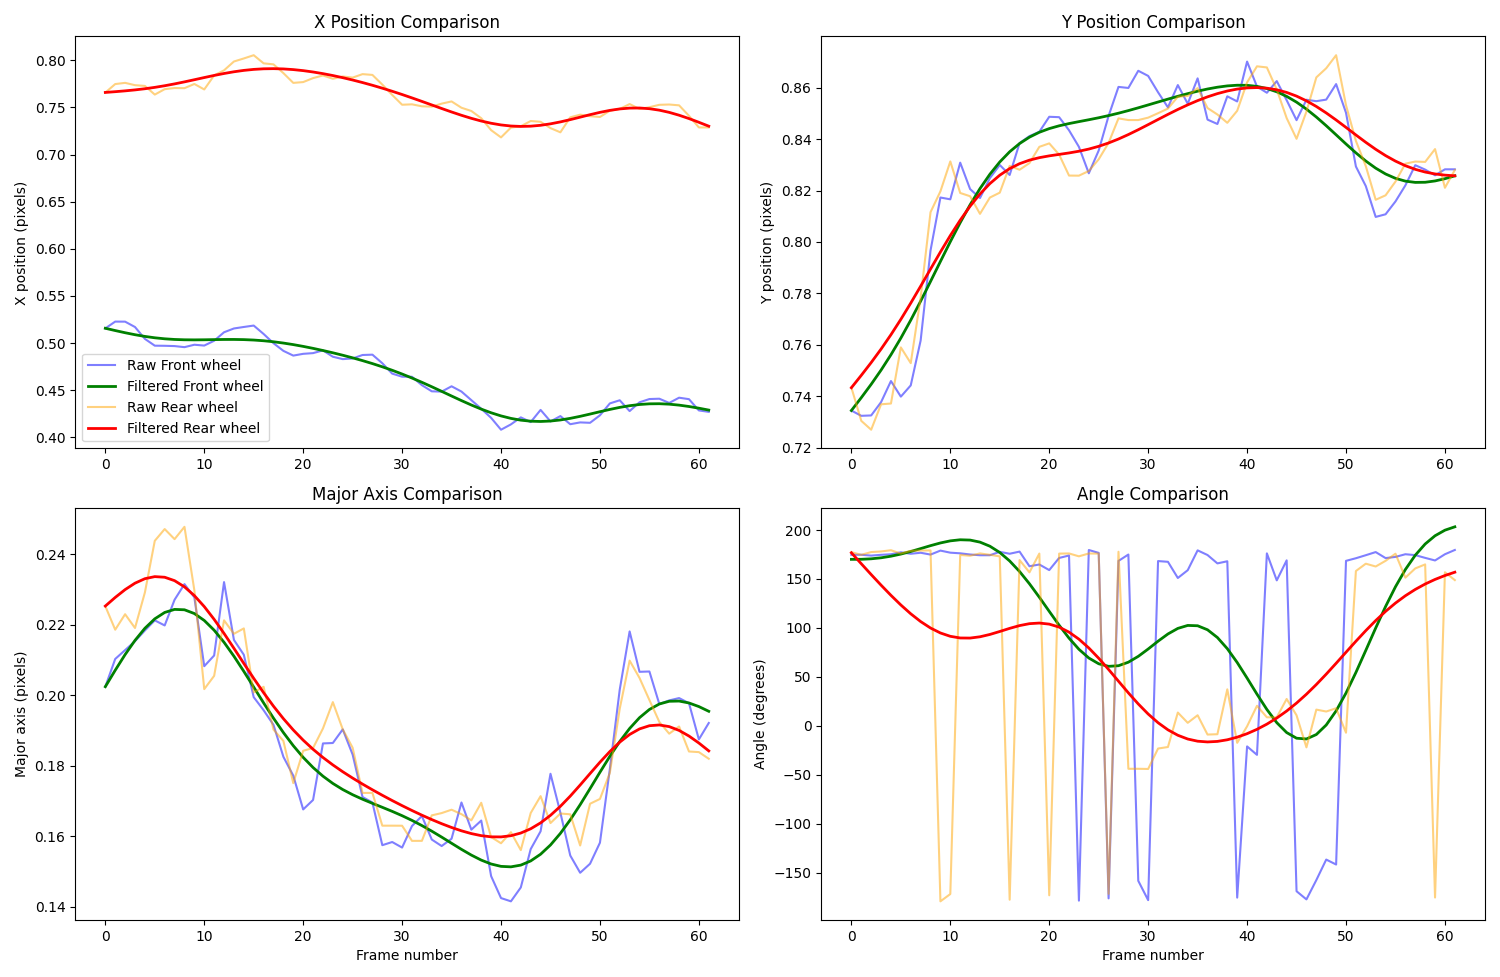 X Position Comparison
X position (pixels)
0.80
0.75
0.70
0.65
0.60
0.55
0.50
0.45
0.40
Raw Front wheel
Filtered Front wheel
Raw Rear wheel
Filtered Rear wheel
0 10 20 30 40 50 60
Y Position Comparison
Y position (pixels)
0.86
0.84
0.82
0.80
0.78
0.76
0.74
0.72
0 10 20 30 40 50 60
Major Axis Comparison
Major axis (pixels)
0.24
0.22
0.20
0.18
0.16
0.14
0 10 20 30 40 50 60
Frame number
Angle Comparison
Angle (degrees)
200
150
100
50
0
−50
−100
−150
0 10 20 30 40 50 60
Frame number